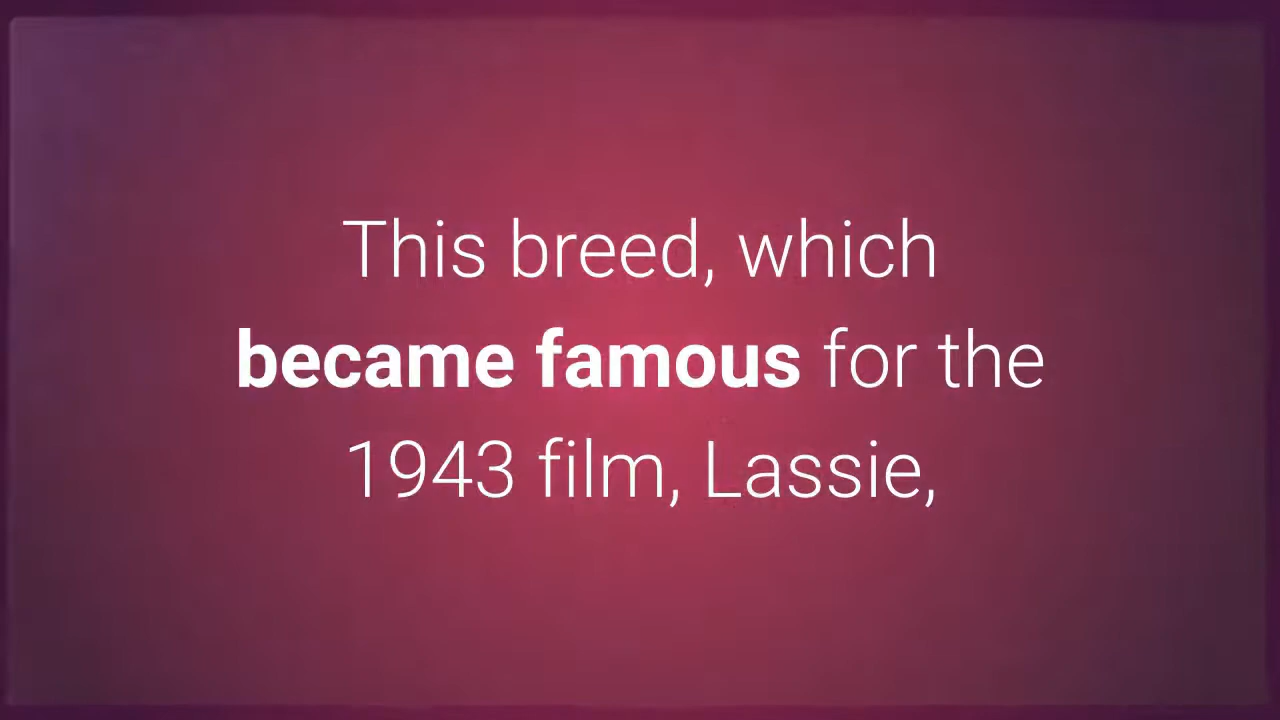 This breed, which
became famous for the
1943 film, Lassie,